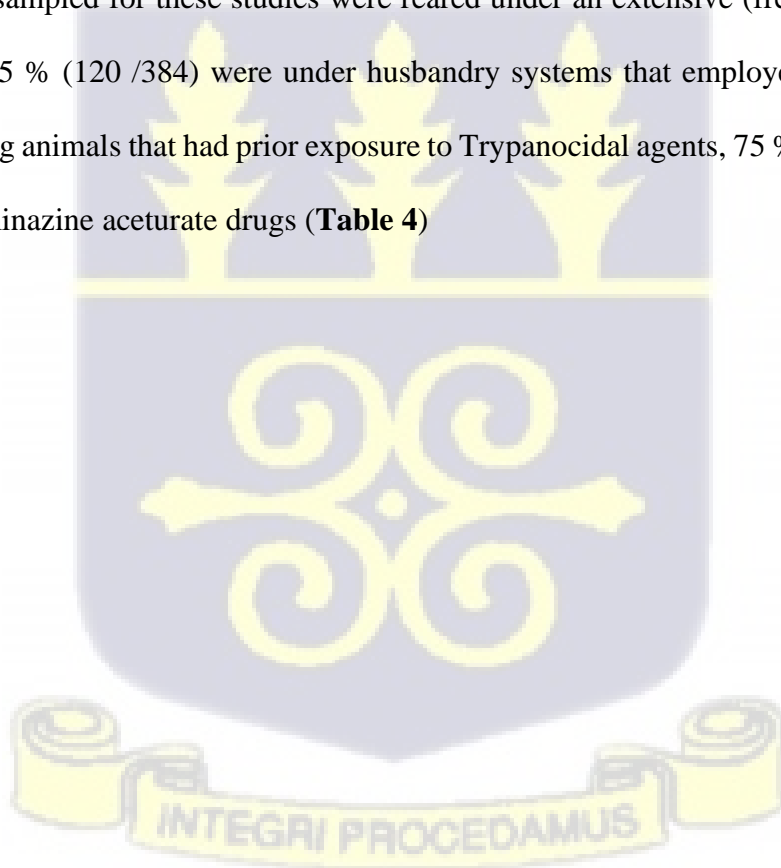 sampled for these studies were reared under an extensive (fr
5 % (120 /384) were under husbandry systems that employ
g animals that had prior exposure to Trypanocidal agents, 75 %
inazine aceturate drugs (Table 4)
INTEGRI PROCEDAMUS